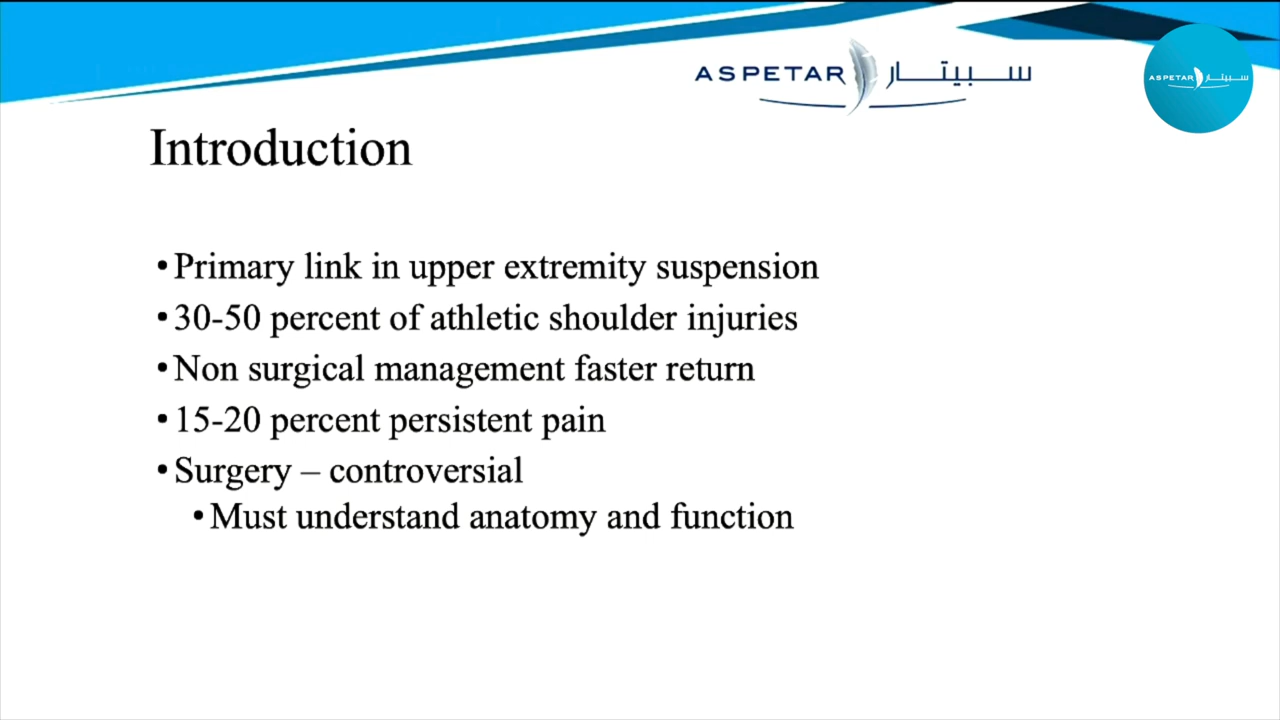 ASPETAR سبيتار
ASPETAR سبيتار
Introduction
•Primary link in upper extremity suspension
•30-50 percent of athletic shoulder injuries
•Non surgical management faster return
•15-20 percent persistent pain
•Surgery – controversial
•Must understand anatomy and function